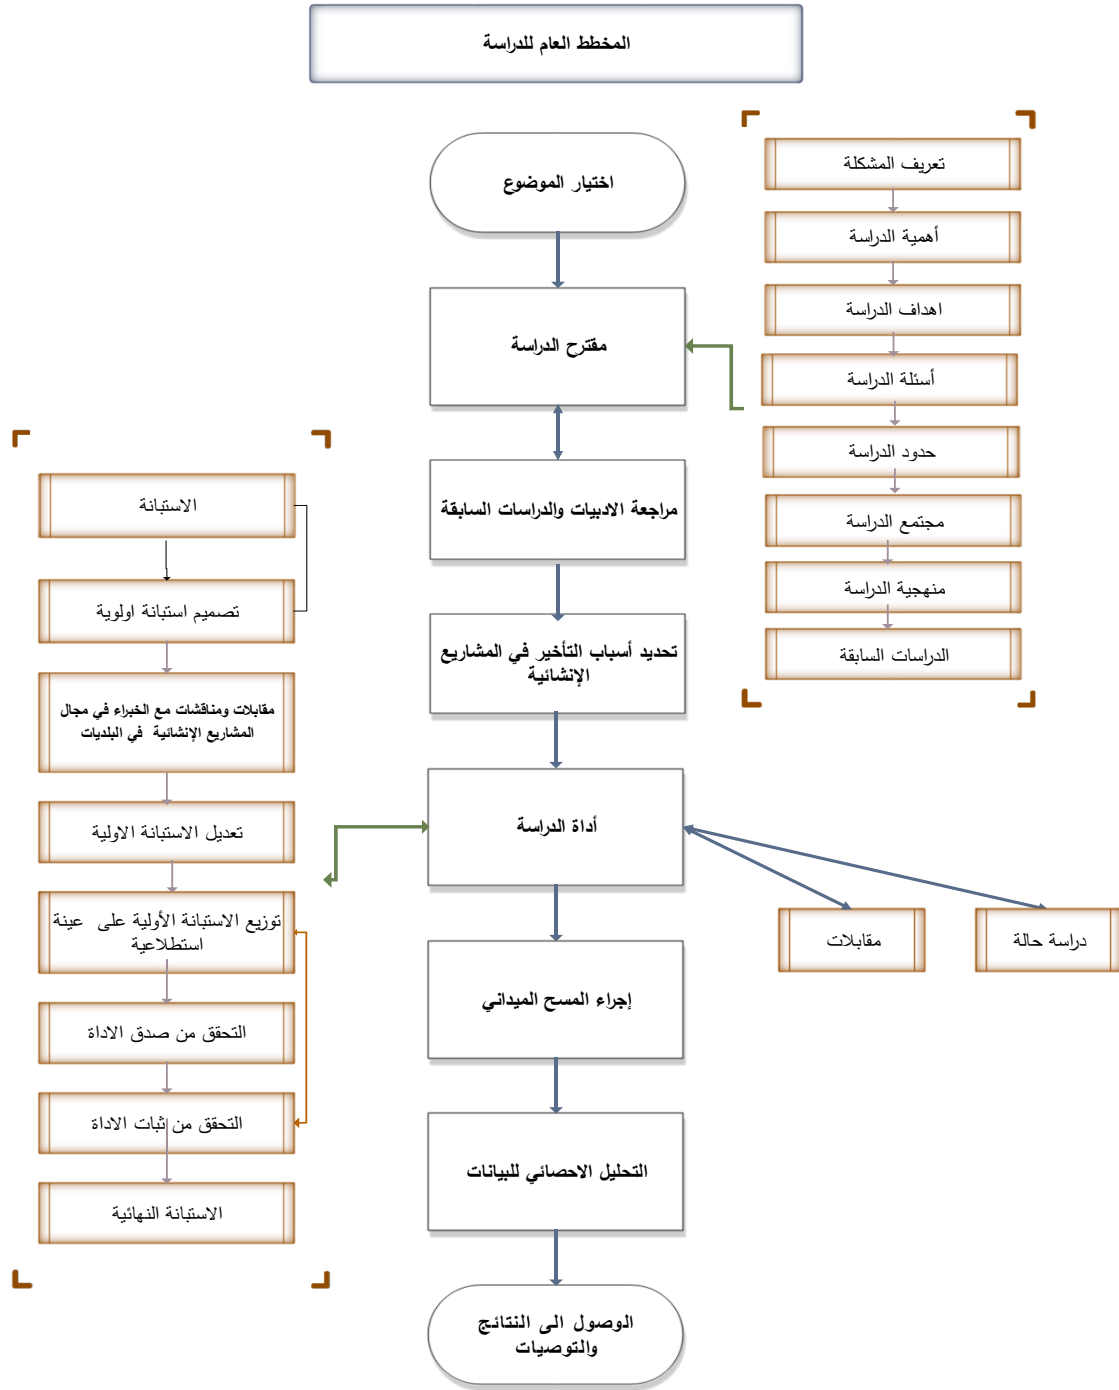 المخطط العام للدراسة
اختيار الموضوع
مقترح الدراسة
مراجعة الادبيات والدراسات السابقة
تحديد أسباب التأخير في المشاريع
الإنشائية
أداة الدراسة
إجراء المسح الميداني
التحليل الاحصائي للبيانات
الوصول الى النتائج
والتوصيات
تعريف المشكلة
أهمية الدراسة
اهداف الدراسة
أسئلة الدراسة
حدود الدراسة
مجتمع الدراسة
منهجية الدراسة
الدراسات السابقة
مقابلات
دراسة حالة
الاستبانة
تصميم استبانة اولوية
مقابلات ومناقشات مع الخبراء في مجال
المشاريع الإنشائية في البلديات
تعديل الاستبانة الاولية
توزيع الاستبانة الأولية على عينة
استطلاعية
التحقق من صدق الاداة
التحقق من ثبات الاداة
الاستبانة النهائية